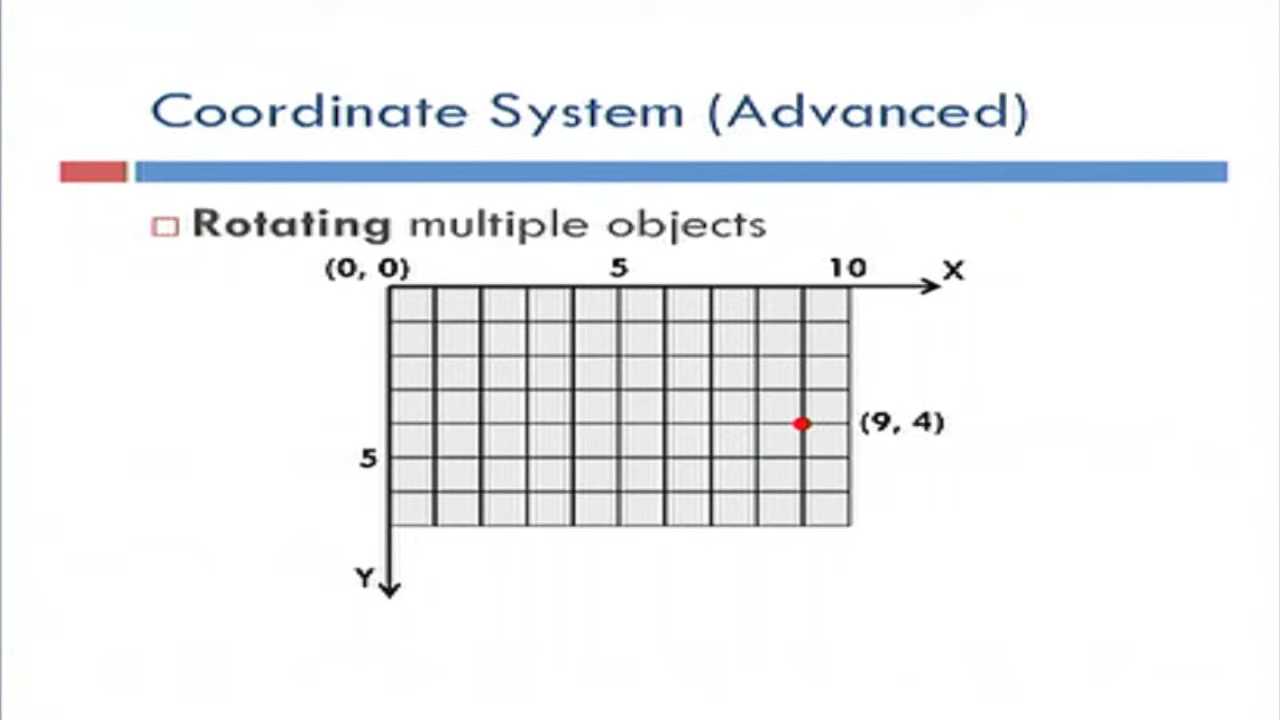 Coordinate System (Advanced)
Rotating multiple objects
(0, 0) 5 10 X
(9, 4)
5
Y